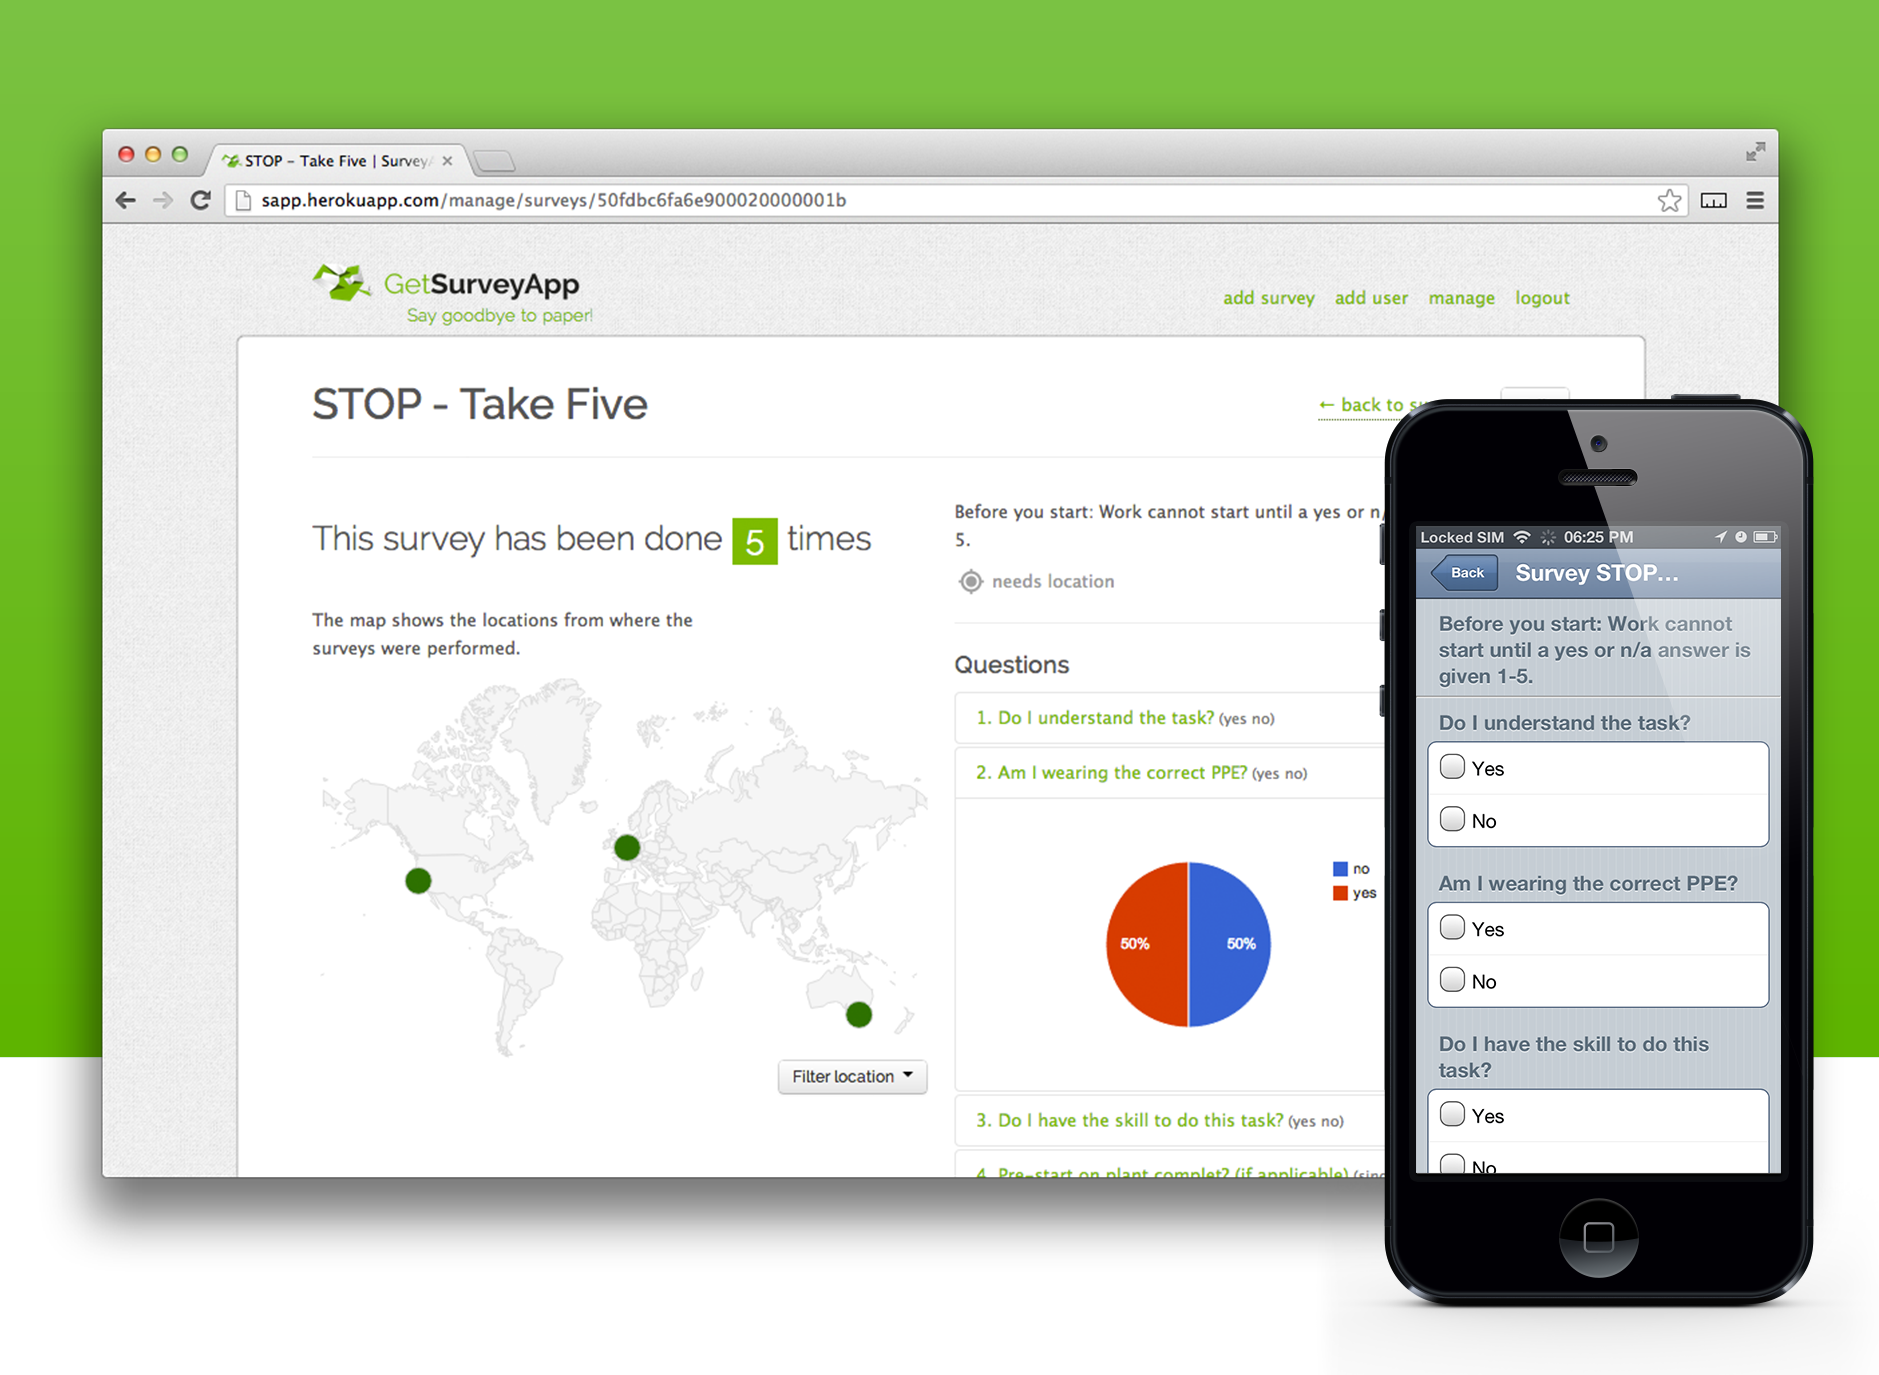 STOP - Take Five | Survey
sapp.herokuapp.com/manage/surveys/50fdbc6fa6e900020000001b
GetSurveyApp
Say goodbye to paper!
add survey add user manage logout
STOP - Take Five
← back to
This survey has been done 5 times
The map shows the locations from where the
surveys were performed.
Filter location
Before you start: Work cannot start until a yes or
5.
needs location
Questions
1. Do I understand the task? (yes no)
2. Am I wearing the correct PPE? (yes no)
no
yes
50% 50%
3. Do I have the skill to do this task? (yes no)
4. Pre-start on plant complet? (if applicable)
Locked SIM 06:25 PM
Back Survey STOP...
Before you start: Work cannot
start until a yes or n/a answer is
given 1-5.
Do I understand the task?
Yes
No
Am I wearing the correct PPE?
Yes
No
Do I have the skill to do this
task?
Yes
No